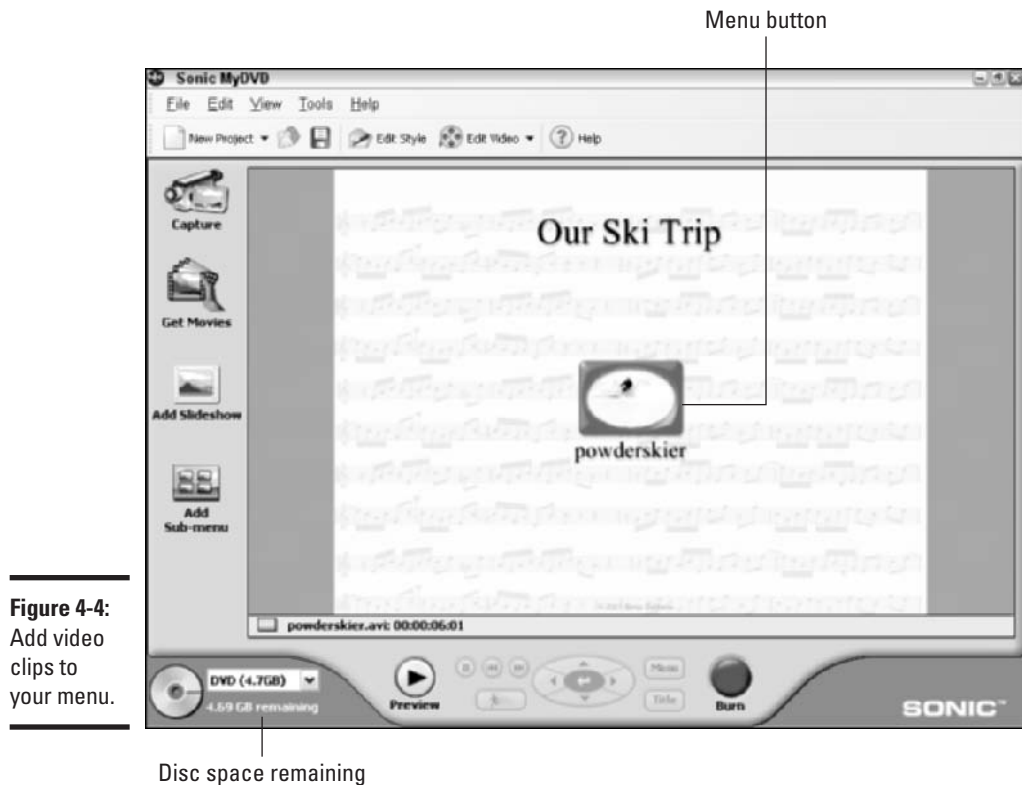 Menu button
Sonic MyDVD
File Edit View Tools Help
New Project Edit Style Edit Video Help
Capture
Our Ski Trip
Get Movies
Add Slideshow
powderskier
Add
Sub-menu
Figure 4-4:
Add video
clips to
your menu.
powderskier.avi: 00:00:06:01
DVD (4.7GB)
4.69 GB remaining
Preview
Menu
Title
Burn
SONIC
Disc space remaining